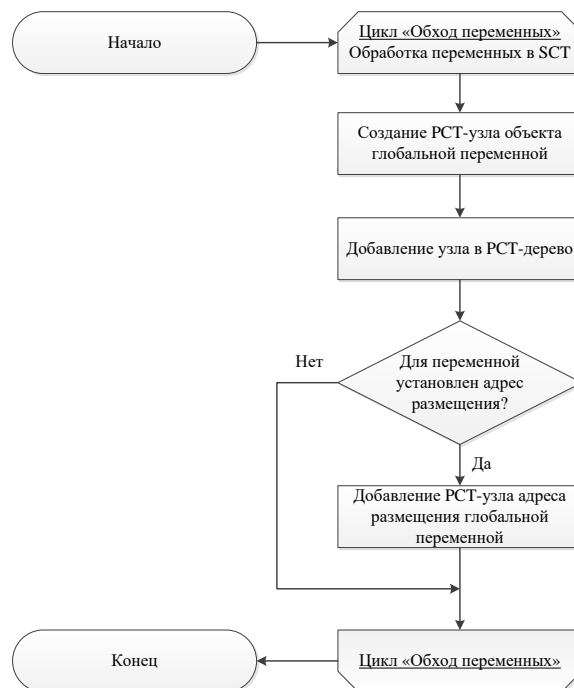 Начало
Цикл «Обход переменных»
Обработка переменных в SCT
Создание PCT-узла объекта
глобальной переменной
Добавление узла в PCT-дерево
Для переменной
установлен адрес
размещения?
Нет
Да
Добавление PCT-узла адреса
размещения глобальной
переменной
Конец
Цикл «Обход переменных»